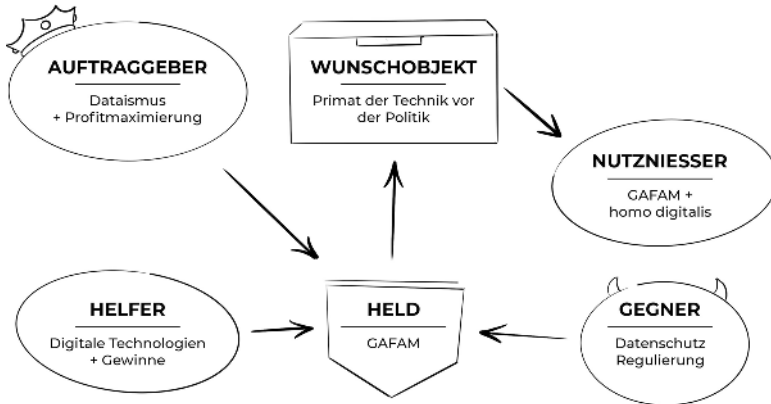 AUFTRAGGEBER
Dataismus
+ Profitmaximierung
WUNSCHOBJEKT
Primat der Technik vor
der Politik
NUTZNIESSER
GAFAM +
homo digitalis
HELFER
Digitale Technologien
+ Gewinne
HELD
GAFAM
GEGNER
Datenschutz
Regulierung